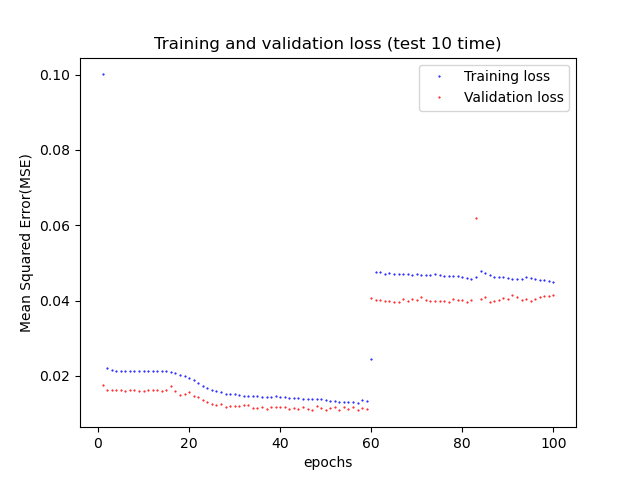 Training and validation loss (test 10 time)
Training loss
Validation loss
Mean Squared Error(MSE)
0.10
0.08
0.06
0.04
0.02
0
20
40
60
80
100
epochs